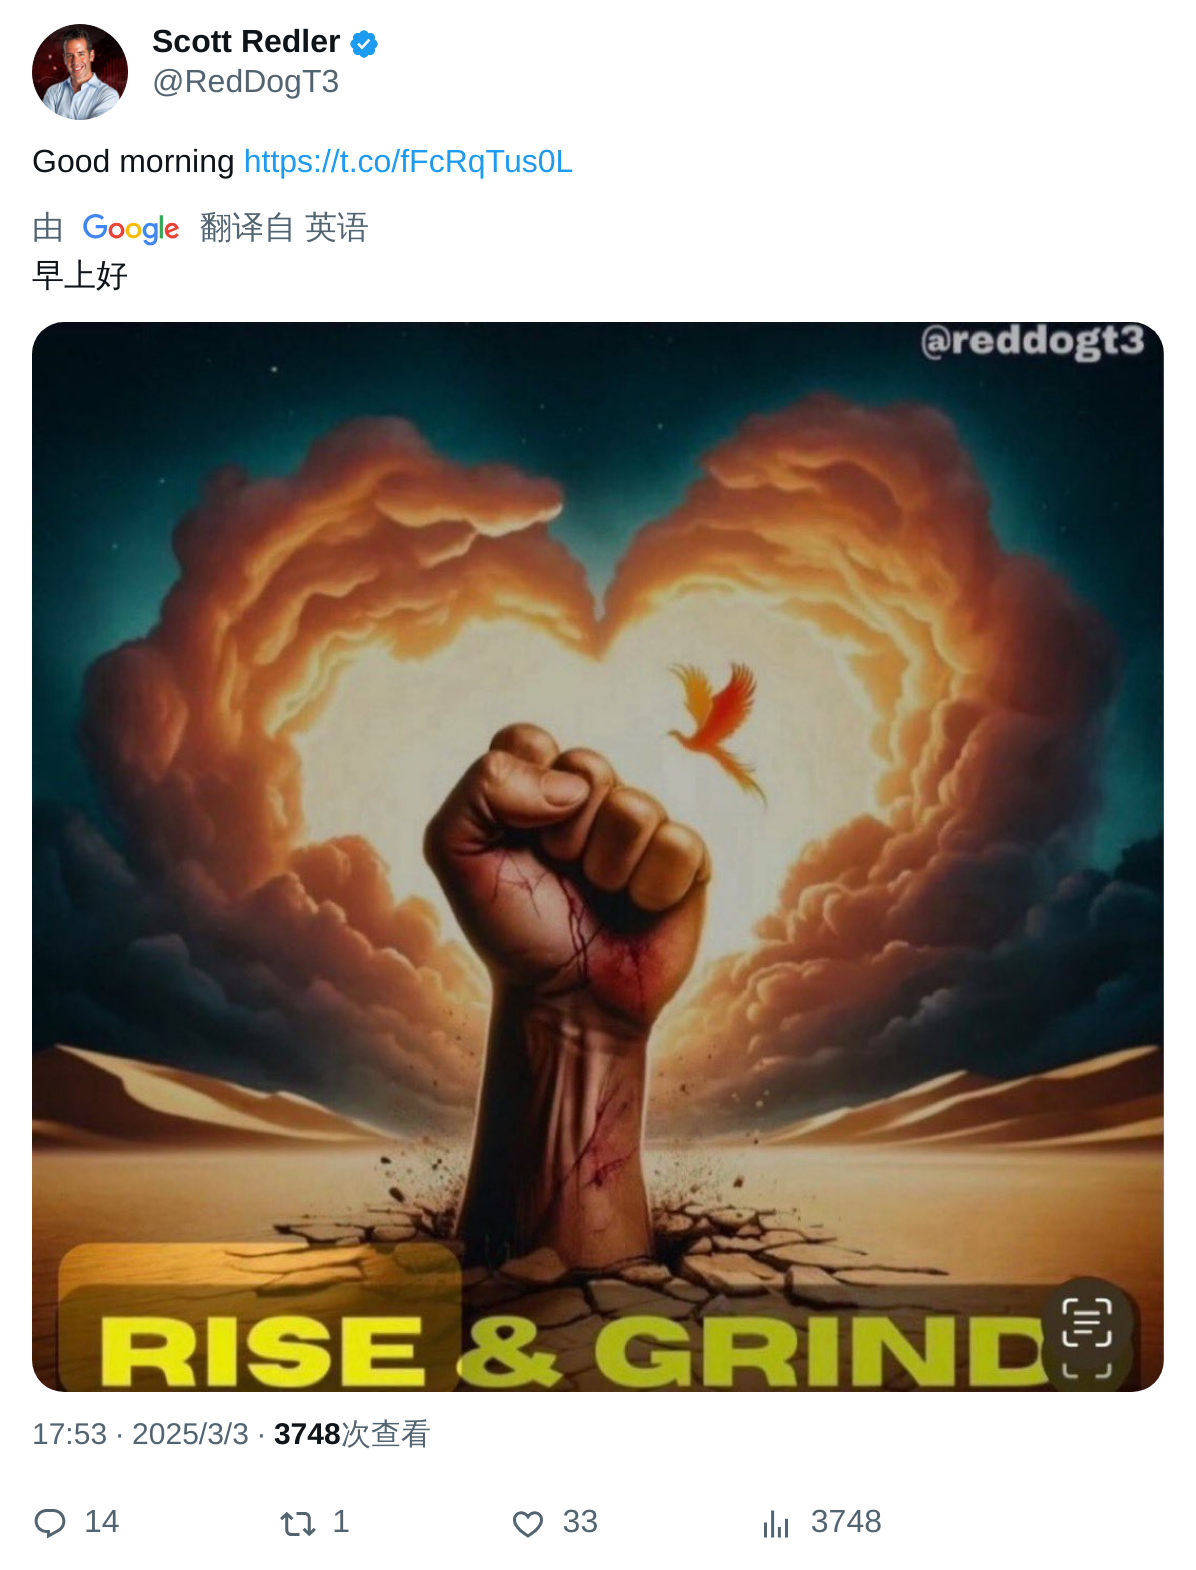 Scott Redler
@RedDogT3
Good morning https://t.co/fFcRqTus0L
由 Google 翻译自 英语
早上好
@reddogt3
RISE & GRIND
17:53 · 2025/3/3 · 3748次查看
14 1 33 3748